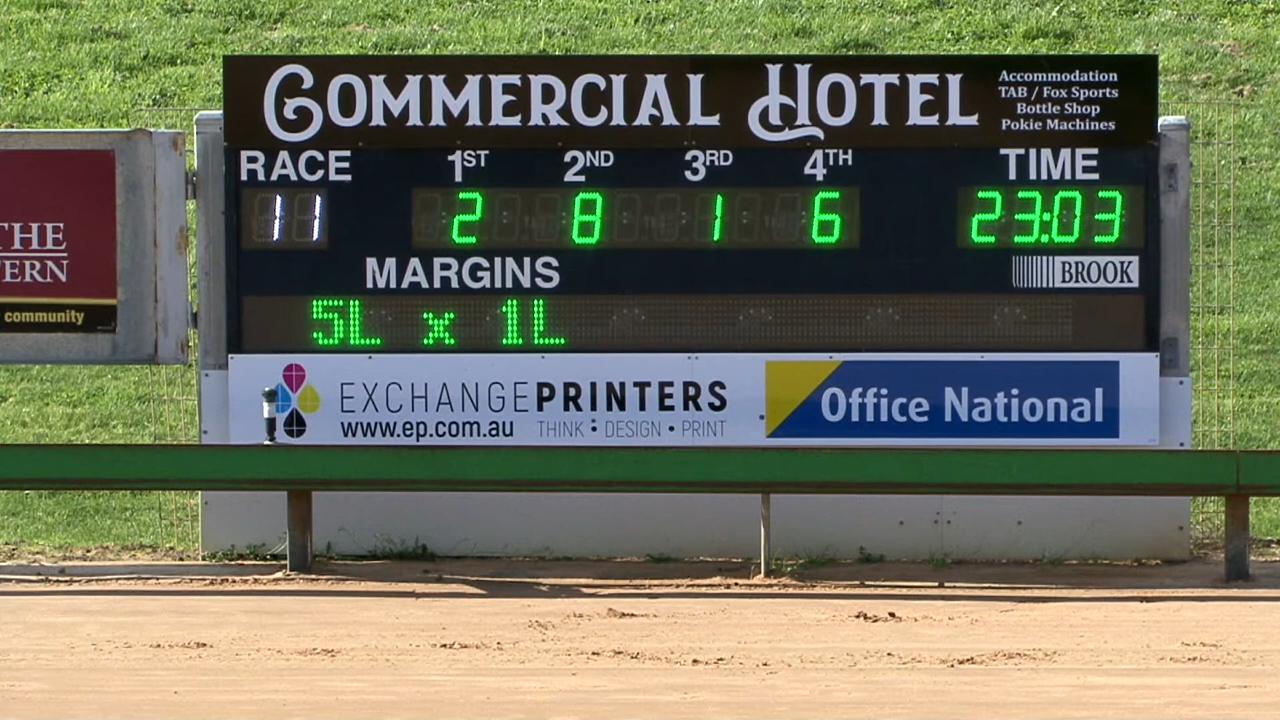 COMMERCIAL HOTEL
Accommodation
TAB / Fox Sports
Bottle Shop
Pokie Machines
RACE 1ST 2ND 3RD 4TH TIME
11 2 8 1 6 23:03
MARGINS
BROOK
5L x 1L
EXCHANGEPRINTERS
www.ep.com.au THINK : DESIGN • PRINT
Office National
THE
ERN
community